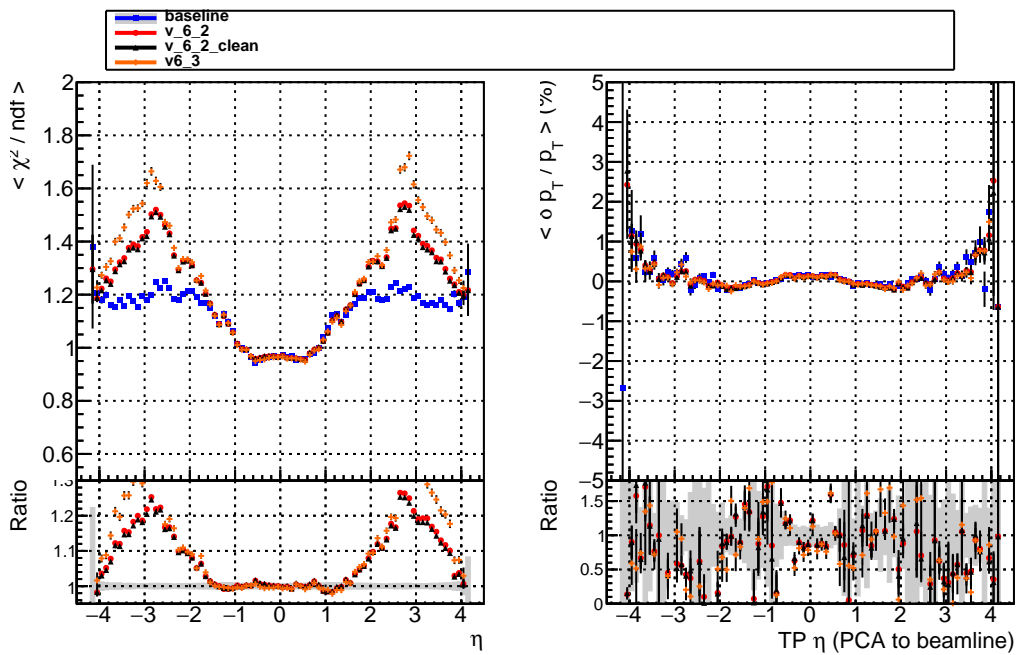 baseline
v_6_2
v_6_2_clean
v6_3
< χ² / ndf >
2
1.8
1.6
1.4
1.2
1
0.8
0.6
Ratio
1.3
1.2
1.1
1
−4 −3 −2 −1 0 1 2 3 4
η
< σ p_T / p_T > (%)
5
4
3
2
1
0
−1
−2
−3
−4
−5
Ratio
1.5
1
0.5
0
−4 −3 −2 −1 0 1 2 3 4
TP η (PCA to beamline)